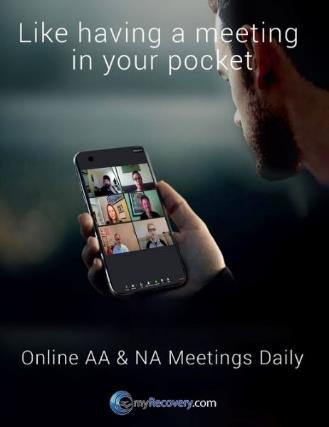 Like having a meeting
in your pocket
Online AA & NA Meetings Daily
myRecovery.com